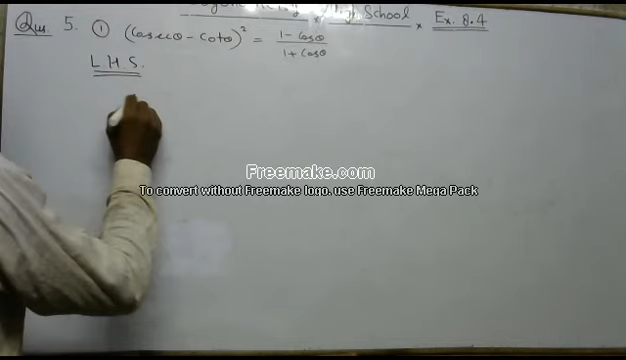 High School × Ex. 8.4
Que. 5. ① (Cosecθ - Cotθ)² = 1 - Cosθ / 1 + Cosθ
L H S.
Freemake.com
To convert without Freemake logo, use Freemake Mega Pack